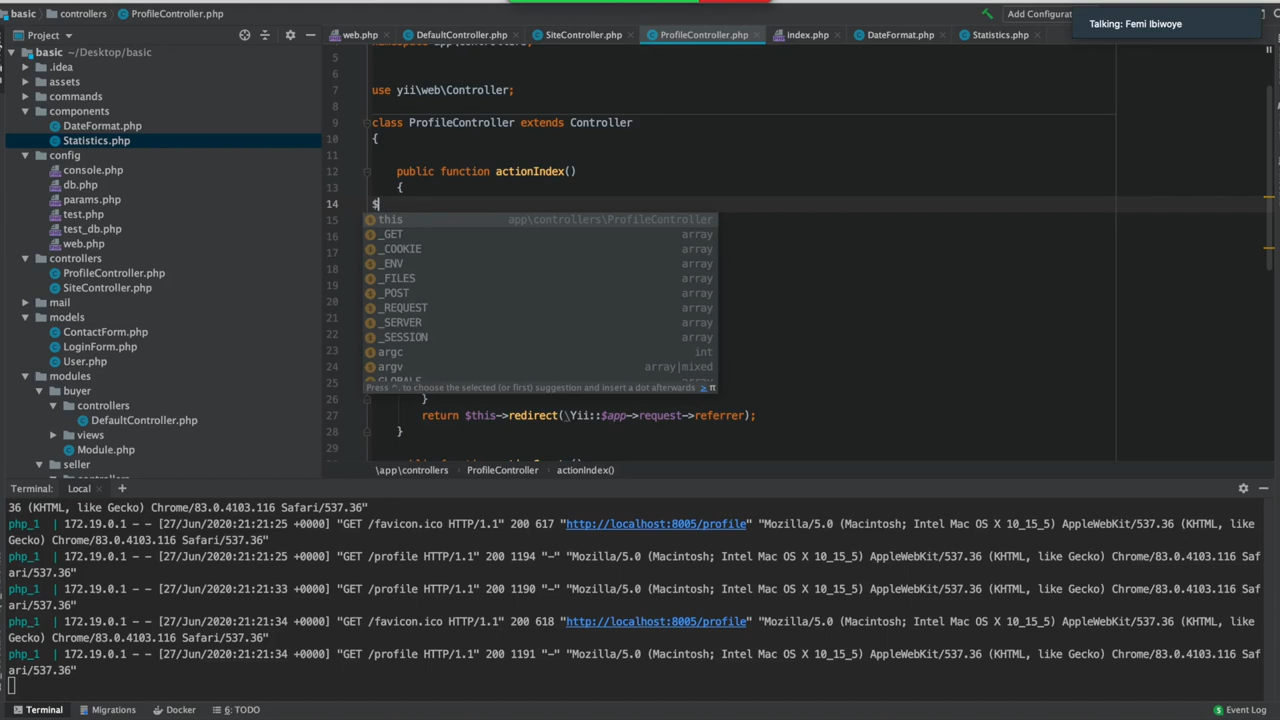 basic
controllers
ProfileController.php
Add Configurat
Talking: Femi Ibiwoye
Project
web.php
DefaultController.php
SiteController.php
ProfileController.php
index.php
DateFormat.php
Statistics.php
basic ~/Desktop/basic
.idea
assets
commands
components
DateFormat.php
Statistics.php
config
console.php
db.php
params.php
test.php
test_db.php
web.php
controllers
ProfileController.php
SiteController.php
mail
models
ContactForm.php
LoginForm.php
User.php
modules
buyer
controllers
DefaultController.php
views
Module.php
seller
5
6
7 use yii\web\Controller;
8
9 class ProfileController extends Controller
10 {
11
12 public function actionIndex()
13 {
14 $
15
16
17
18
19
20
21
22
23
24
25
26 }
27 return $this->redirect(\Yii::$app->request->referrer);
28 }
29
this app\controllers\ProfileController
_GET array
_COOKIE array
_ENV array
_FILES array
_POST array
_REQUEST array
_SERVER array
_SESSION array
argc int
argv array|mixed
GLOBALS
Press ^. to choose the selected (or first) suggestion and insert a dot afterwards ≥ π
\app\controllers
ProfileController
actionIndex()
Terminal: Local +
36 (KHTML, like Gecko) Chrome/83.0.4103.116 Safari/537.36"
php_1 | 172.19.0.1 - - [27/Jun/2020:21:21:25 +0000] "GET /favicon.ico HTTP/1.1" 200 617 "http://localhost:8005/profile" "Mozilla/5.0 (Macintosh; Intel Mac OS X 10_15_5) AppleWebKit/537.36 (KHTML, like
Gecko) Chrome/83.0.4103.116 Safari/537.36"
php_1 | 172.19.0.1 - - [27/Jun/2020:21:21:25 +0000] "GET /profile HTTP/1.1" 200 1194 "-" "Mozilla/5.0 (Macintosh; Intel Mac OS X 10_15_5) AppleWebKit/537.36 (KHTML, like Gecko) Chrome/83.0.4103.116 Saf
ari/537.36"
php_1 | 172.19.0.1 - - [27/Jun/2020:21:21:33 +0000] "GET /profile HTTP/1.1" 200 1190 "-" "Mozilla/5.0 (Macintosh; Intel Mac OS X 10_15_5) AppleWebKit/537.36 (KHTML, like Gecko) Chrome/83.0.4103.116 Saf
ari/537.36"
php_1 | 172.19.0.1 - - [27/Jun/2020:21:21:34 +0000] "GET /favicon.ico HTTP/1.1" 200 618 "http://localhost:8005/profile" "Mozilla/5.0 (Macintosh; Intel Mac OS X 10_15_5) AppleWebKit/537.36 (KHTML, like
Gecko) Chrome/83.0.4103.116 Safari/537.36"
php_1 | 172.19.0.1 - - [27/Jun/2020:21:21:34 +0000] "GET /profile HTTP/1.1" 200 1191 "-" "Mozilla/5.0 (Macintosh; Intel Mac OS X 10_15_5) AppleWebKit/537.36 (KHTML, like Gecko) Chrome/83.0.4103.116 Saf
ari/537.36"
Terminal
Migrations
Docker
6: TODO
5 Event Log